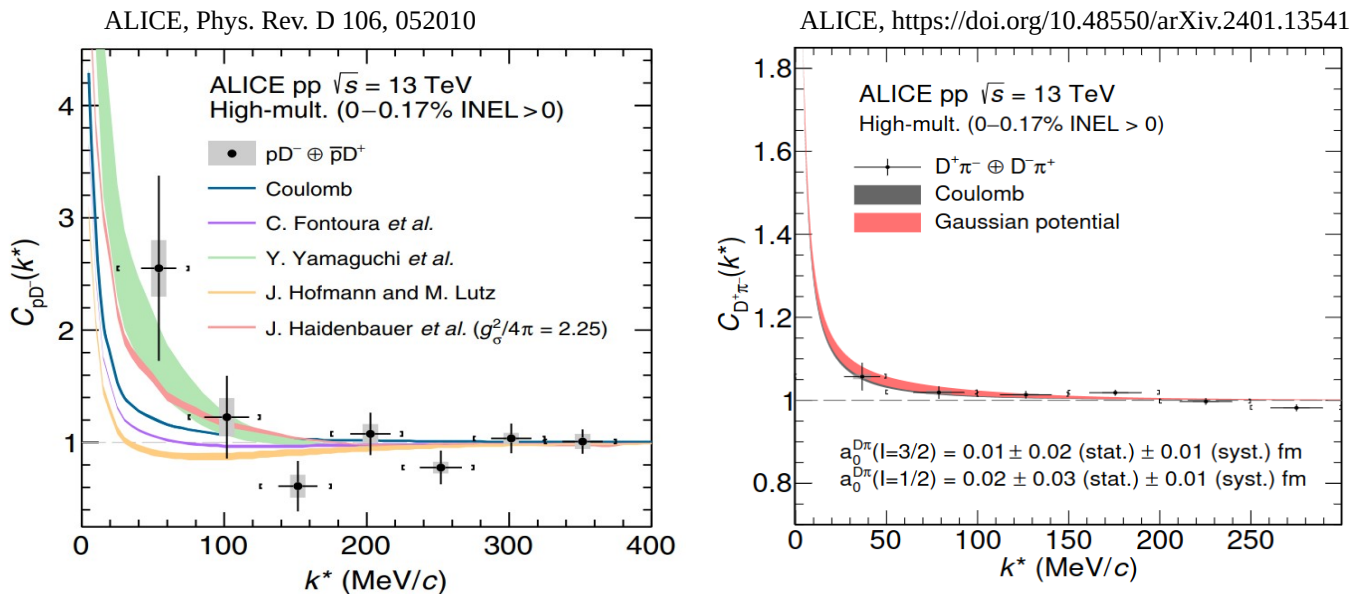 ALICE, Phys. Rev. D 106, 052010
ALICE pp √s = 13 TeV
High-mult. (0−0.17% INEL > 0)
pD⁻ ⊕ p̅D⁺
Coulomb
C. Fontoura et al.
Y. Yamaguchi et al.
J. Hofmann and M. Lutz
J. Haidenbauer et al. (g²σ/4π = 2.25)
C_pD⁻(k*)
4
3
2
1
0 100 200 300 400
k* (MeV/c)
ALICE, https://doi.org/10.48550/arXiv.2401.13541
ALICE pp √s = 13 TeV
High-mult. (0−0.17% INEL > 0)
D⁺π⁻ ⊕ D⁻π⁺
Coulomb
Gaussian potential
C_D⁺π⁻(k*)
1.8
1.6
1.4
1.2
1
0.8
a₀^Dπ(I=3/2) = 0.01 ± 0.02 (stat.) ± 0.01 (syst.) fm
a₀^Dπ(I=1/2) = 0.02 ± 0.03 (stat.) ± 0.01 (syst.) fm
0 50 100 150 200 250
k* (MeV/c)